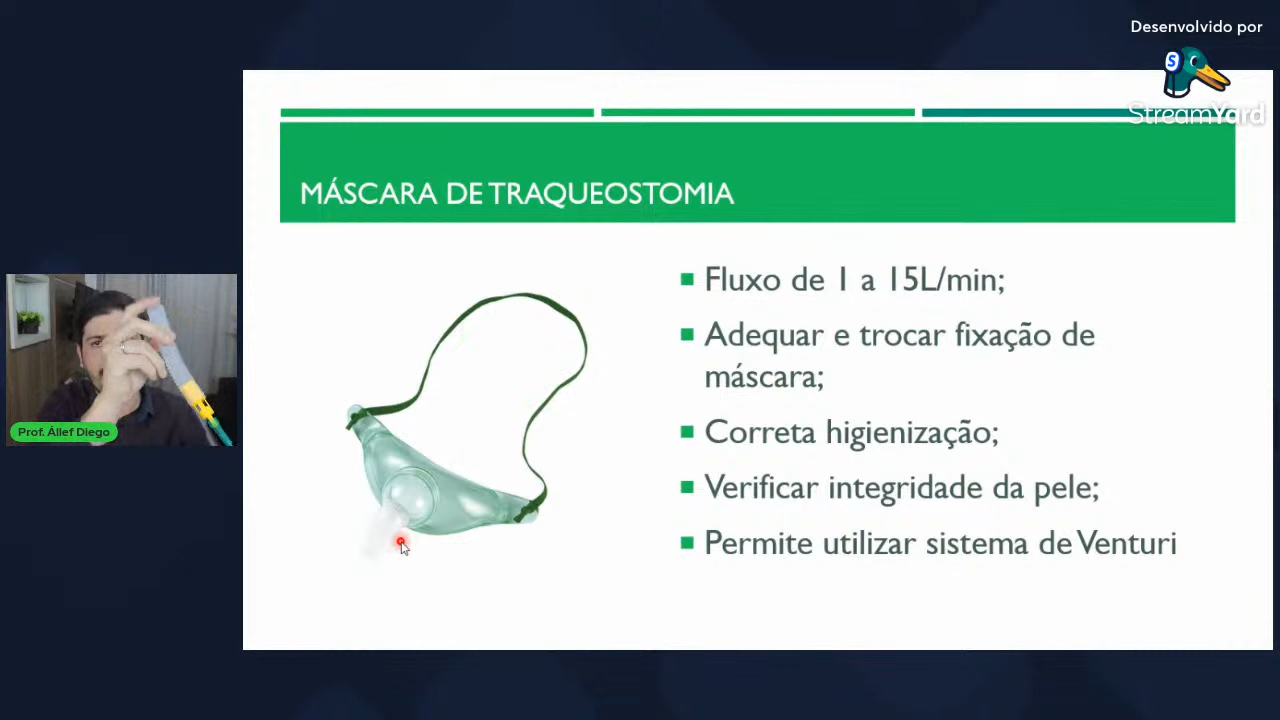 Desenvolvido por
S
StreamYard
MÁSCARA DE TRAQUEOSTOMIA
Fluxo de 1 a 15L/min;
Adequar e trocar fixação de
máscara;
Correta higienização;
Verificar integridade da pele;
Permite utilizar sistema de Venturi
Prof. Állef Diego